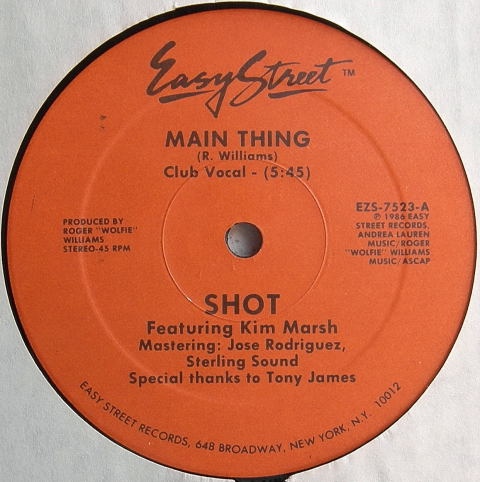 Easy Street ™
MAIN THING
(R. Williams)
Club Vocal - (5:45)
PRODUCED BY
ROGER "WOLFIE"
WILLIAMS
STEREO-45 RPM
EZS-7523-A
℗ 1986 EASY
STREET RECORDS,
ANDREA LAUREN
MUSIC/ROGER
"WOLFIE" WILLIAMS
MUSIC/ASCAP
SHOT
Featuring Kim Marsh
Mastering: Jose Rodriguez,
Sterling Sound
Special thanks to Tony James
EASY STREET RECORDS, 648 BROADWAY, NEW YORK, N.Y. 10012